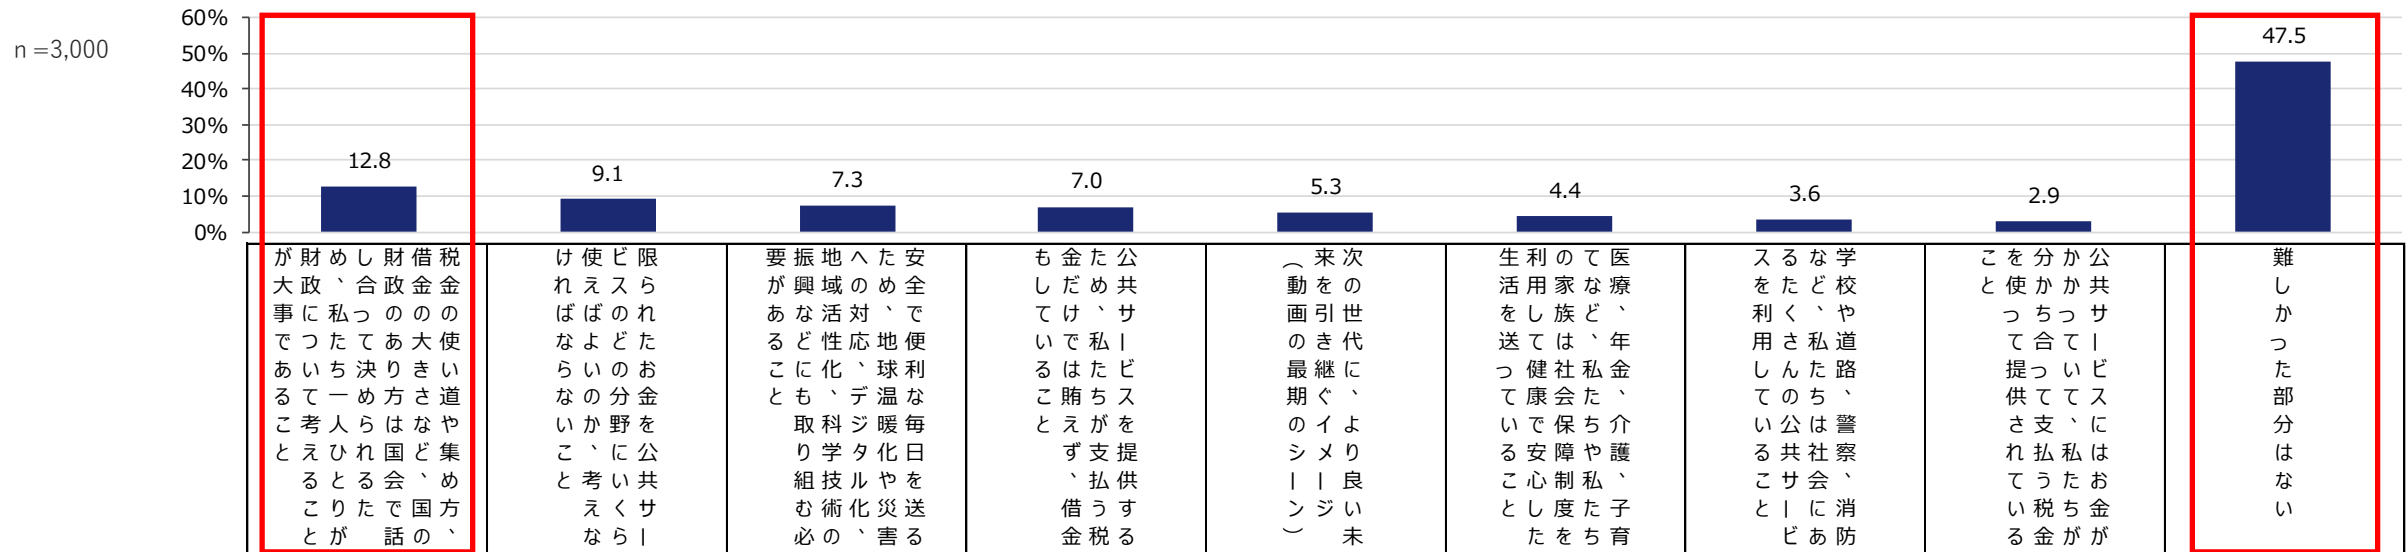 n=3,000
60%
50%
40%
30%
20%
10%
0%
12.8
9.1
7.3
7.0
5.3
4.4
3.6
2.9
47.5
税金の使い道や集め方、
借金の大きさなど、国の
財政のあり方は国会で話
し合って決められるた
め、私たち一人ひとりが
財政について考えること
が大事であること
限られたお金を公共サー
ビスのどの分野にいくら
使えばよいのか、考えな
ければならないこと
安全で便利な毎日を送る
ため、地球温暖化や災害
への対応、デジタル化、
地域活性化、科学技術の
振興などにも取り組む必
要があること
公共サービスを提供する
ため、私たちが支払う税
金だけでは賄えず、借金
もしていること
次の世代に、より良い未
来を引き継ぐイメージ
（動画の最期のシーン）
医療、年金、介護、子育
てなど、私たちや私たち
の家族は社会保障制度を
利用して健康で安心した
生活を送っていること
学校や道路、警察、消防
など、私たちは社会にあ
るたくさんの公共サービ
スを利用していること
公共サービスにはお金が
かかっていて、私たちが
分かち合って支払う税金
を使って提供されている
こと
難しかった部分はない